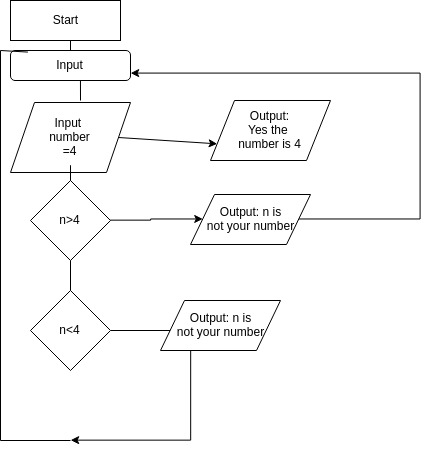 Start
Input
Input
number
=4
Output:
Yes the
number is 4
n>4
Output: n is
not your number
n<4
Output: n is
not your number